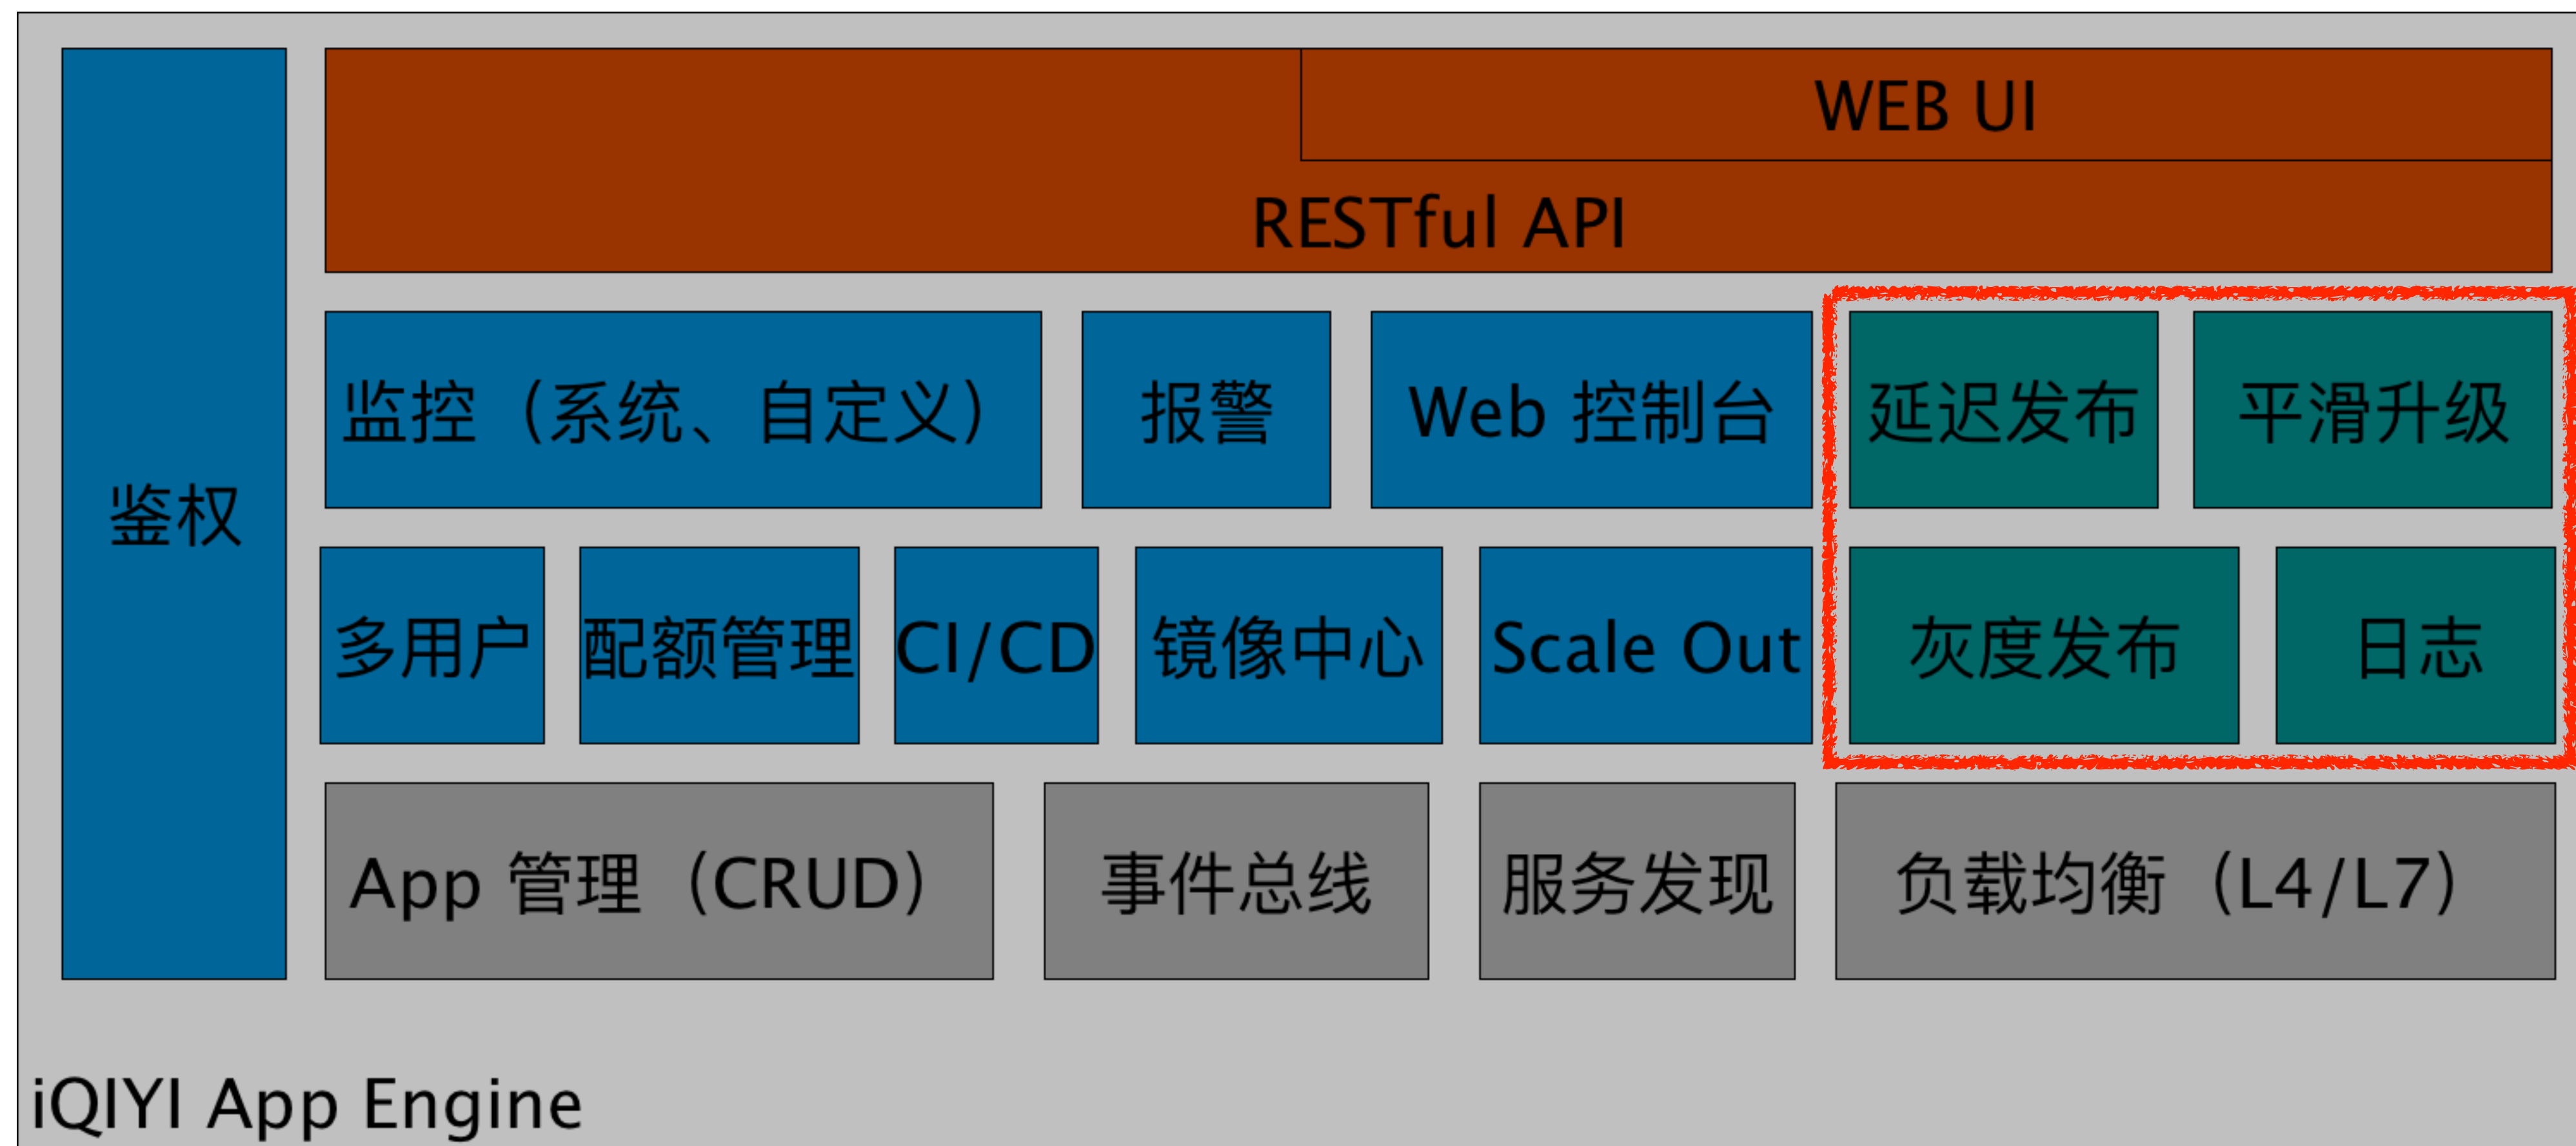 WEB UI
RESTful API
鉴权
监控（系统、自定义）
报警
Web 控制台
延迟发布
平滑升级
多用户
配额管理
CI/CD
镜像中心
Scale Out
灰度发布
日志
App 管理（CRUD）
事件总线
服务发现
负载均衡（L4/L7）
iQIYI App Engine